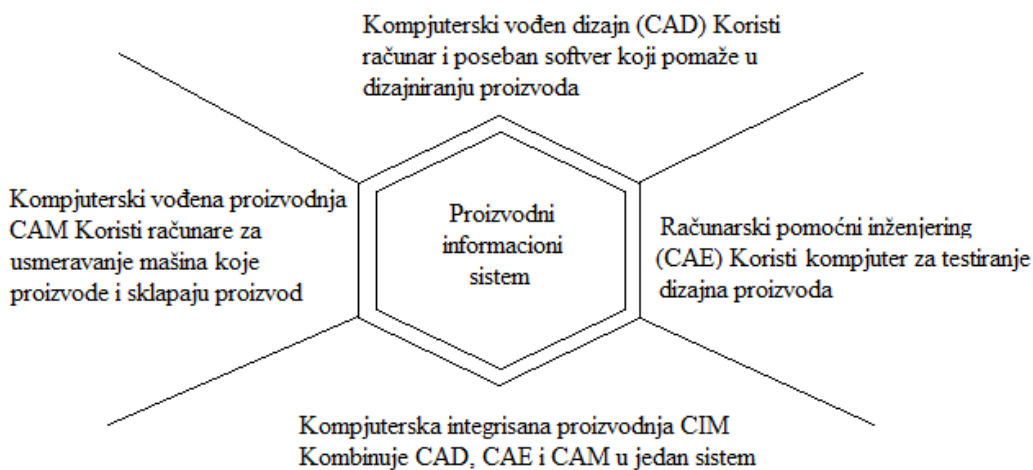 Kompjuterski vođen dizajn (CAD) Koristi
računar i poseban softver koji pomaže u
dizajniranju proizvoda
Kompjuterski vođena proizvodnja
CAM Koristi računare za
usmeravanje mašina koje
proizvode i sklapaju proizvod
Proizvodni
informacioni
sistem
Računarski pomoćni inženjering
(CAE) Koristi kompjuter za testiranje
dizajna proizvoda
Kompjuterska integrisana proizvodnja CIM
Kombinuje CAD, CAE i CAM u jedan sistem